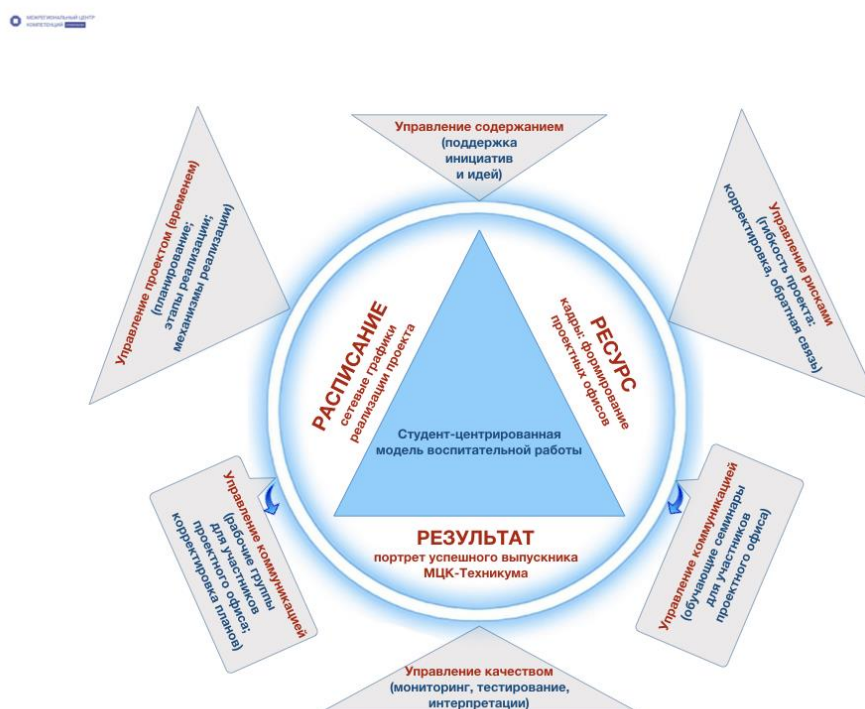 МЕЖРЕГИОНАЛЬНЫЙ ЦЕНТР
КОМПЕТЕНЦИЙ
Управление содержанием
(поддержка
инициатив
и идей)
Управление проектом (временем)
(планирование;
этапы реализации;
механизмы реализации)
Управление рисками
(гибкость проекта:
корректировка, обратная связь)
РАСПИСАНИЕ
сетевые графики
реализации проекта
РЕСУРС
кадры: формирование
проектных офисов
Студент-центрированная
модель воспитательной работы
РЕЗУЛЬТАТ
портрет успешного выпускника
МЦК-Техникума
Управление коммуникацией
(рабочие группы
для участников
проектного офиса;
корректировка планов)
Управление коммуникацией
(обучающие семинары
для участников
проектного офиса)
Управление качеством
(мониторинг, тестирование,
интерпретации)